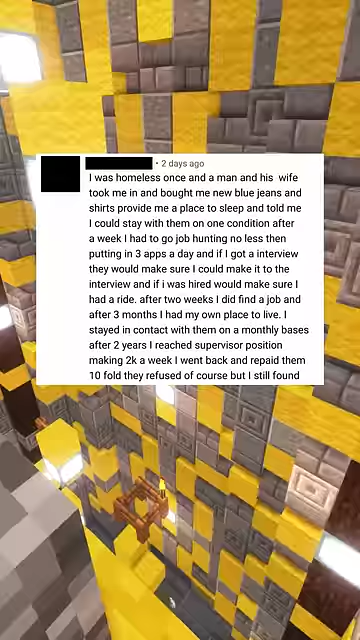 • 2 days ago
I was homeless once and a man and his wife
took me in and bought me new blue jeans and
shirts provide me a place to sleep and told me
I could stay with them on one condition after
a week I had to go job hunting no less then
putting in 3 apps a day and if I got a interview
they would make sure I could make it to the
interview and if i was hired would make sure I
had a ride. after two weeks I did find a job and
after 3 months I had my own place to live. I
stayed in contact with them on a monthly bases
after 2 years I reached supervisor position
making 2k a week I went back and repaid them
10 fold they refused of course but I still found